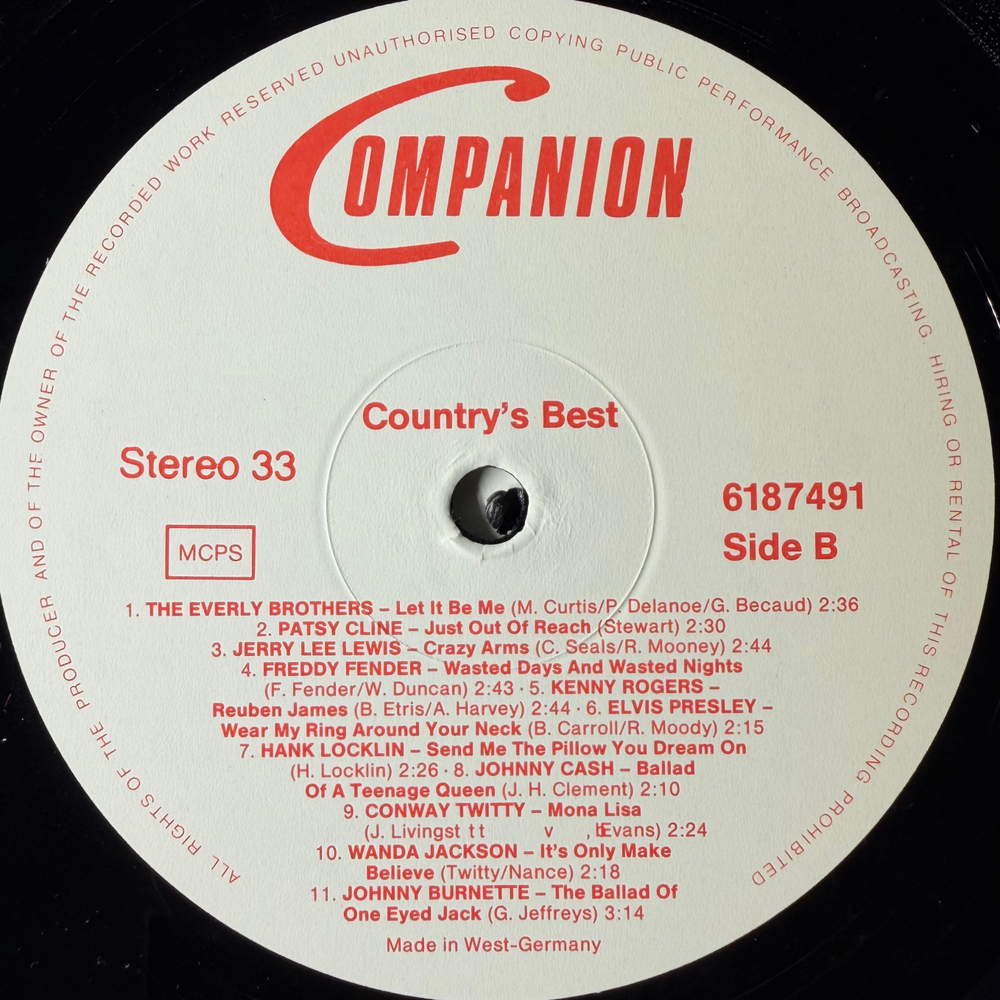 ALL RIGHTS OF THE PRODUCER AND OF THE OWNER OF THE RECORDED WORK RESERVED UNAUTHORISED COPYING PUBLIC PERFORMANCE BROADCASTING. HIRING OR RENTAL OF THIS RECORDING PROHIBITED
COMPANION
Country's Best
Stereo 33
6187491
MCPS
Side B
1. THE EVERLY BROTHERS – Let It Be Me (M. Curtis/P. Delanoe/G. Becaud) 2:36
2. PATSY CLINE – Just Out Of Reach (Stewart) 2:30
3. JERRY LEE LEWIS – Crazy Arms (C. Seals/R. Mooney) 2:44
4. FREDDY FENDER – Wasted Days And Wasted Nights
(F. Fender/W. Duncan) 2:43 · 5. KENNY ROGERS –
Reuben James (B. Etris/A. Harvey) 2:44 · 6. ELVIS PRESLEY –
Wear My Ring Around Your Neck (B. Carroll/R. Moody) 2:15
7. HANK LOCKLIN – Send Me The Pillow You Dream On
(H. Locklin) 2:26 · 8. JOHNNY CASH – Ballad
Of A Teenage Queen (J. H. Clement) 2:10
9. CONWAY TWITTY – Mona Lisa
(J. Evans) 2:24
10. WANDA JACKSON – It's Only Make
Believe (Twitty/Nance) 2:18
11. JOHNNY BURNETTE – The Ballad Of
One Eyed Jack (G. Jeffreys) 3:14
Made in West-Germany